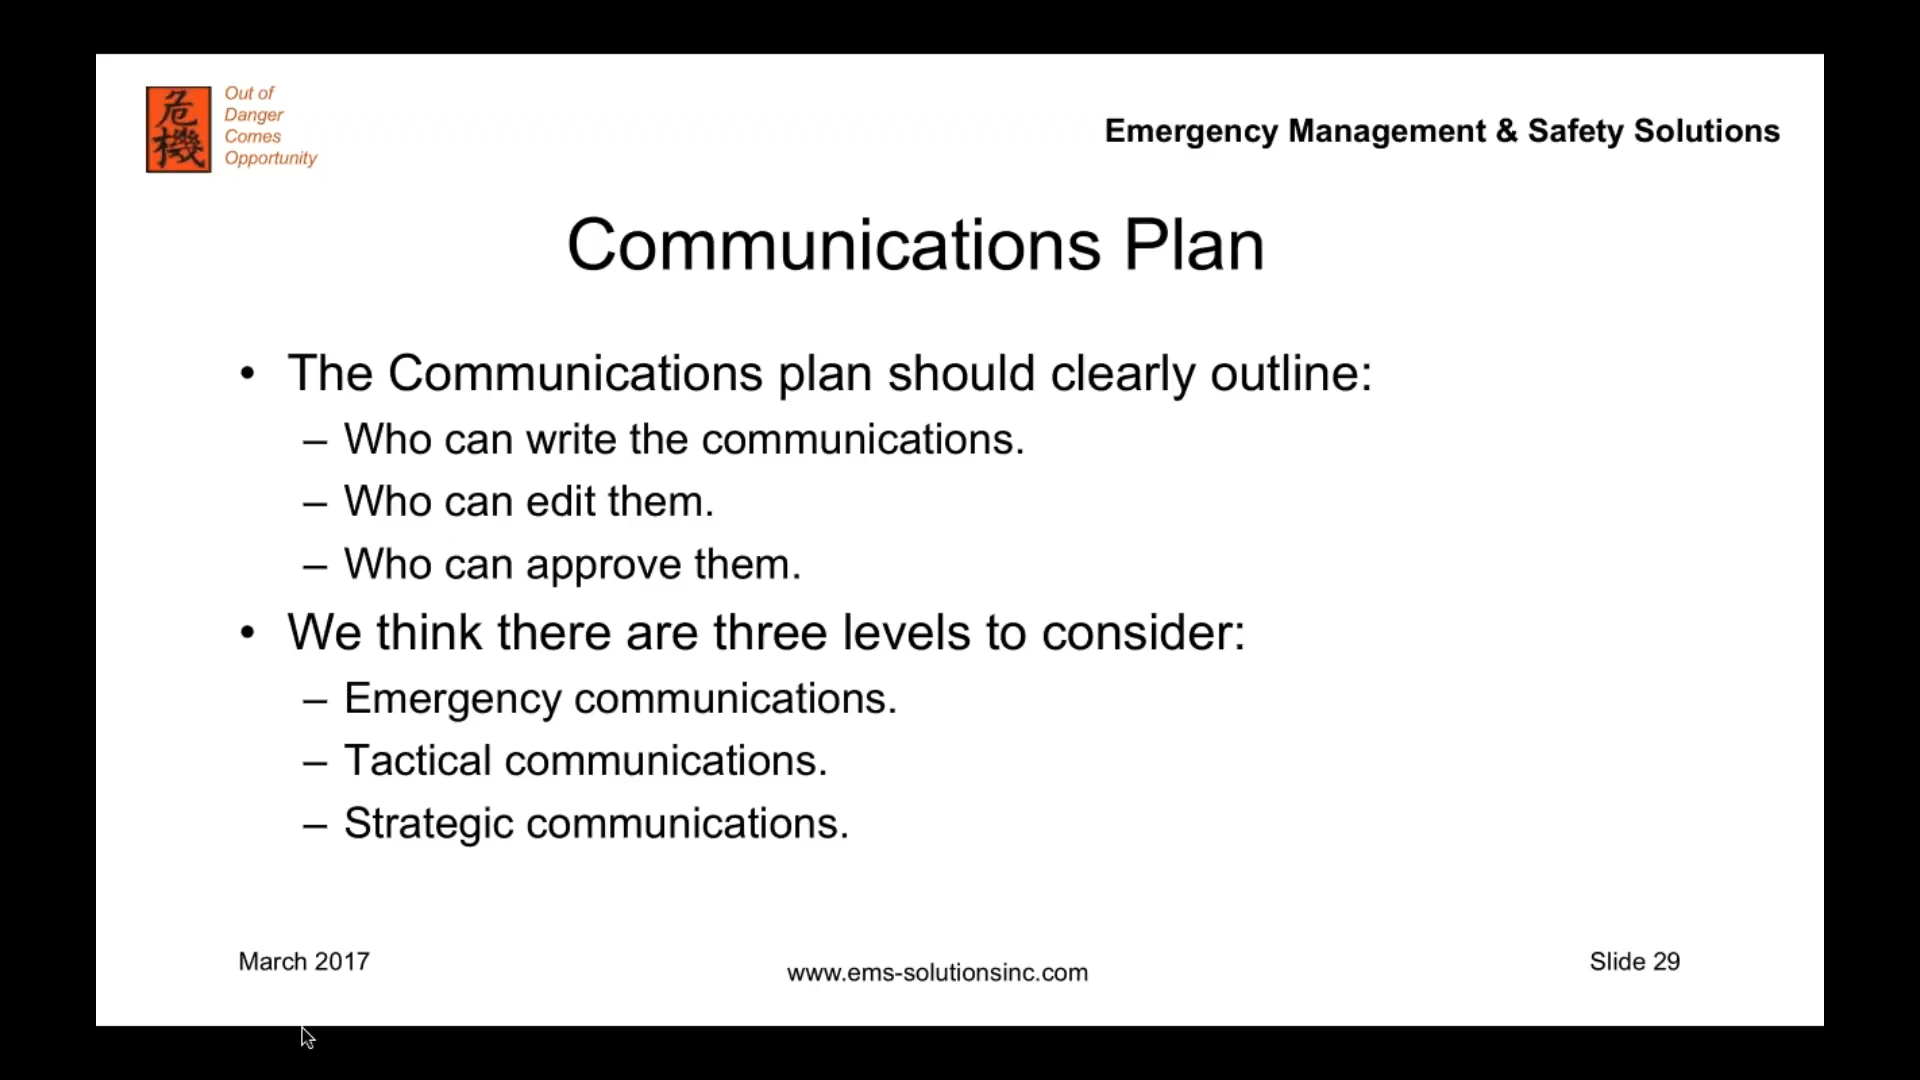 危
機
Out of
Danger
Comes
Opportunity
Emergency Management & Safety Solutions
Communications Plan
• The Communications plan should clearly outline:
– Who can write the communications.
– Who can edit them.
– Who can approve them.
• We think there are three levels to consider:
– Emergency communications.
– Tactical communications.
– Strategic communications.
March 2017
www.ems-solutionsinc.com
Slide 29